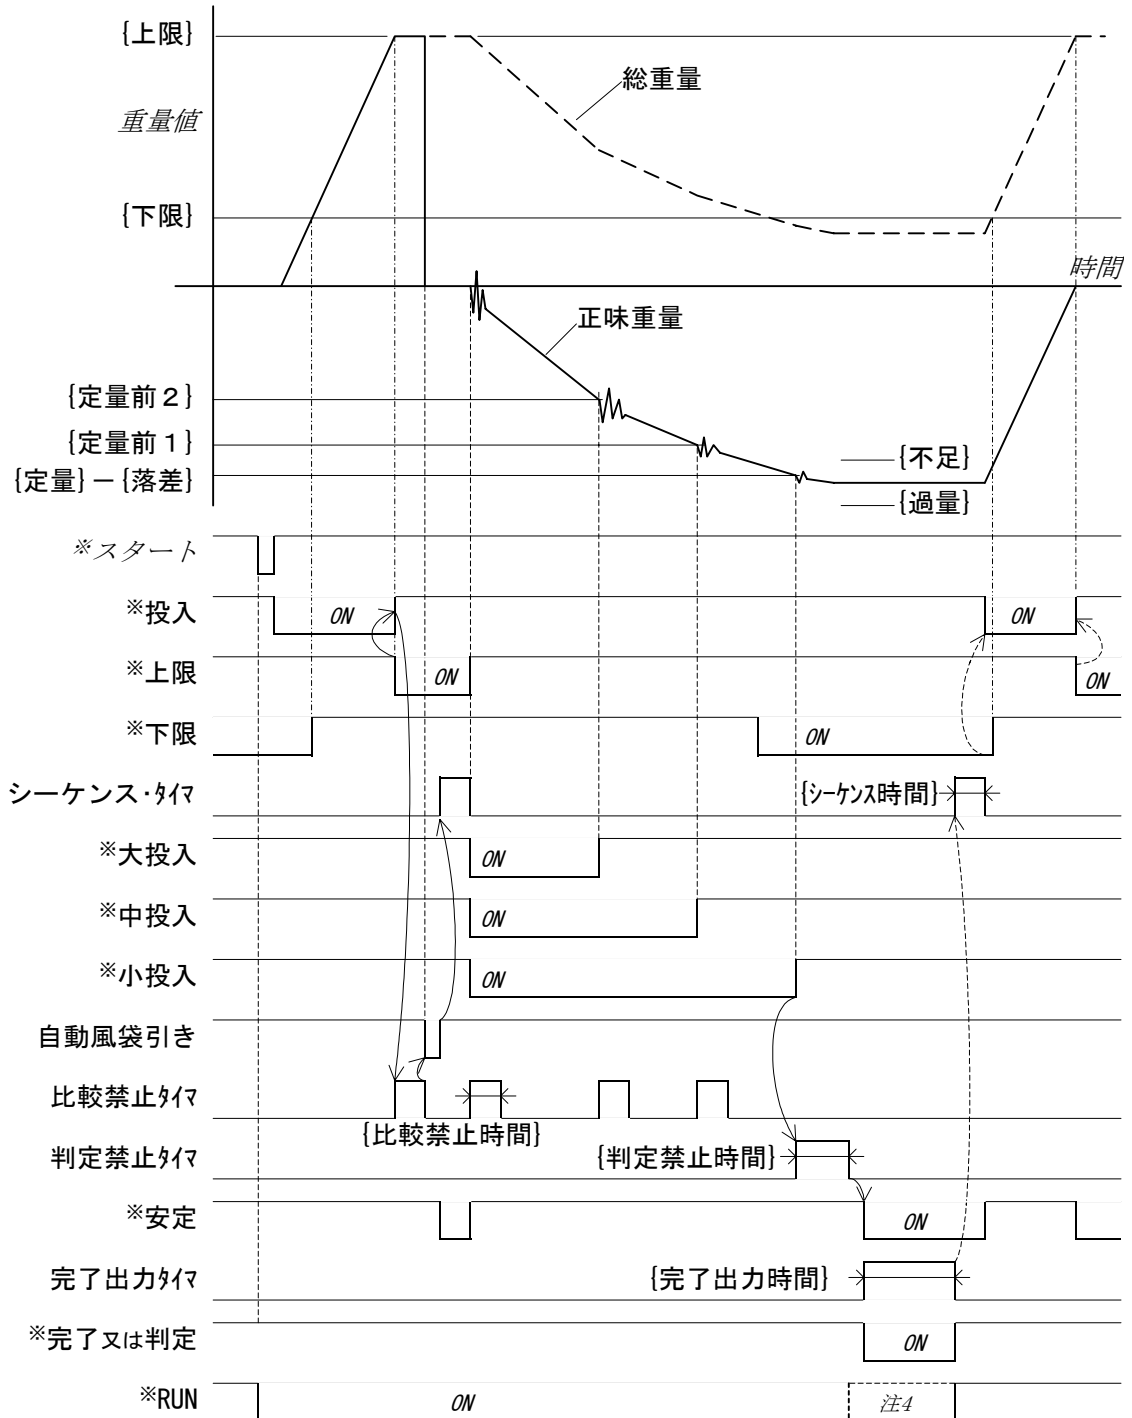 {上限}
総重量
重量値
{下限}
時間
正味重量
{定量前２}
{定量前１}
{不足}
{定量}－{落差}
{過量}
※スタート
※投入
ON
ON
※上限
ON
ON
※下限
ON
シーケンス･ﾀｲﾏ
{ｼｰｹﾝｽ時間}
※大投入
ON
※中投入
ON
※小投入
ON
自動風袋引き
比較禁止ﾀｲﾏ
{比較禁止時間}
判定禁止ﾀｲﾏ
{判定禁止時間}
※安定
ON
完了出力ﾀｲﾏ
{完了出力時間}
※完了又は判定
ON
※RUN
ON
注4